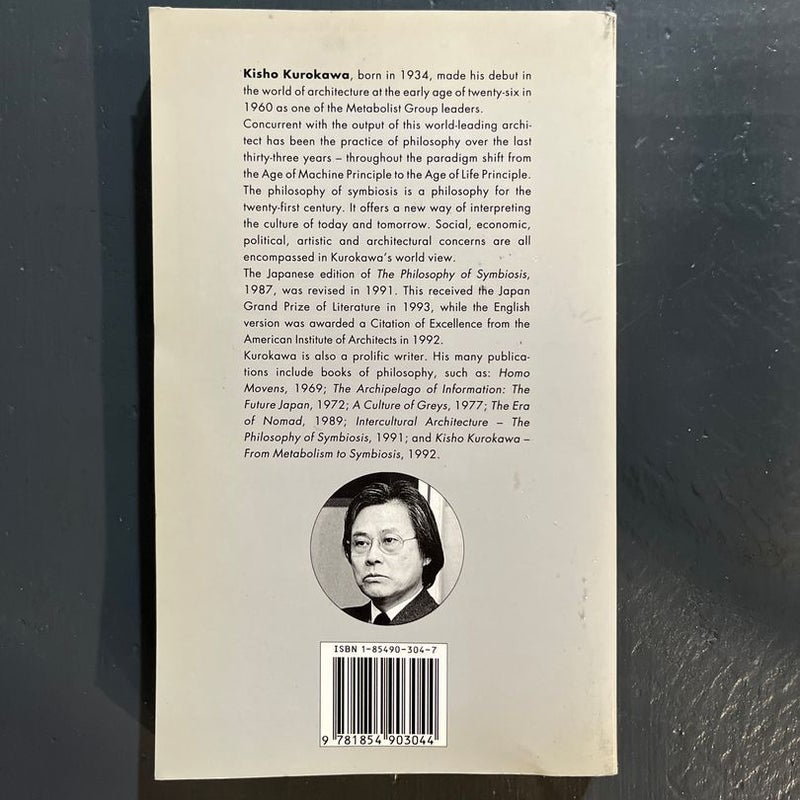 Kisho Kurokawa, born in 1934, made his debut in
the world of architecture at the early age of twenty-six in
1960 as one of the Metabolist Group leaders.
Concurrent with the output of this world-leading archi-
tect has been the practice of philosophy over the last
thirty-three years – throughout the paradigm shift from
the Age of Machine Principle to the Age of Life Principle.
The philosophy of symbiosis is a philosophy for the
twenty-first century. It offers a new way of interpreting
the culture of today and tomorrow. Social, economic,
political, artistic and architectural concerns are all
encompassed in Kurokawa's world view.
The Japanese edition of The Philosophy of Symbiosis,
1987, was revised in 1991. This received the Japan
Grand Prize of Literature in 1993, while the English
version was awarded a Citation of Excellence from the
American Institute of Architects in 1992.
Kurokawa is also a prolific writer. His many publica-
tions include books of philosophy, such as: Homo
Movens, 1969; The Archipelago of Information: The
Future Japan, 1972; A Culture of Greys, 1977; The Era
of Nomad, 1989; Intercultural Architecture – The
Philosophy of Symbiosis, 1991; and Kisho Kurokawa –
From Metabolism to Symbiosis, 1992.
ISBN 1-85490-304-7
9 781854 903044